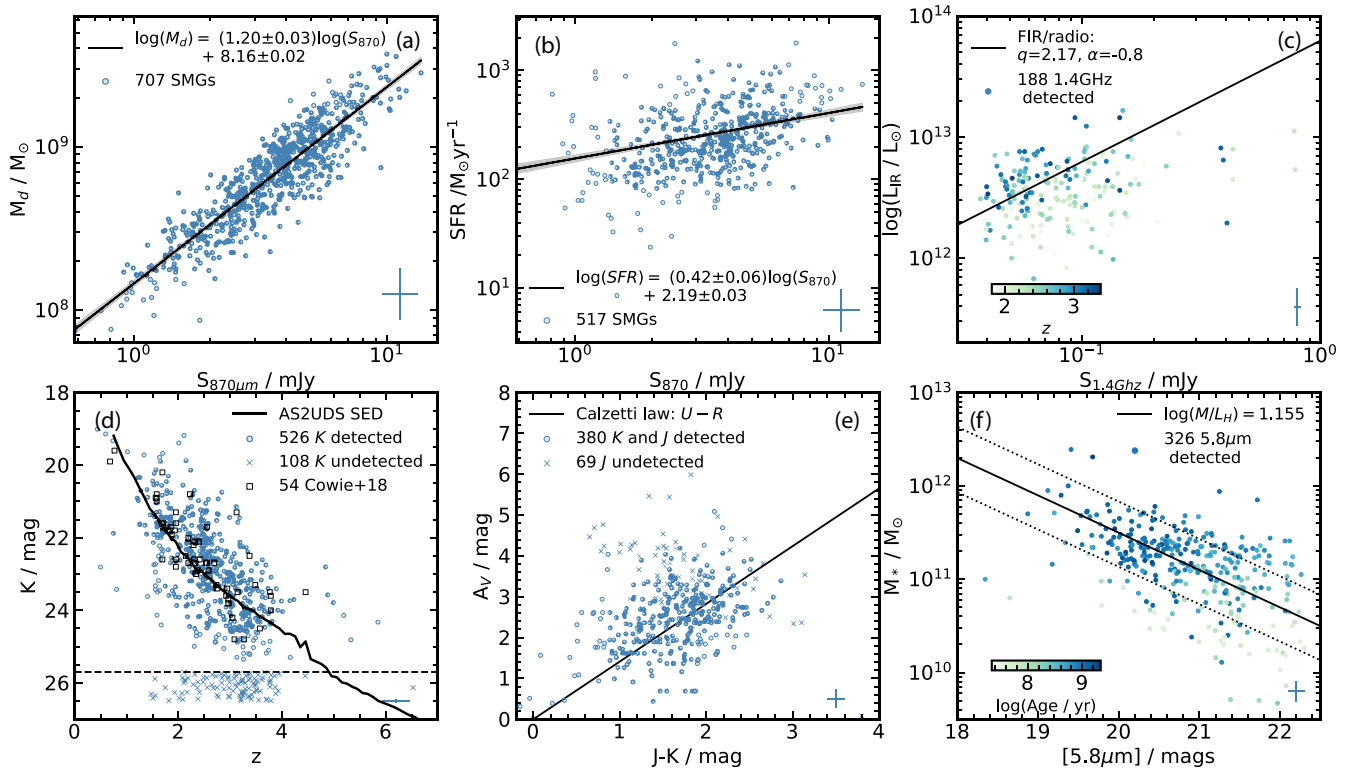 log(M_d) = (1.20±0.03)log(S_870)
+ 8.16±0.02
707 SMGs
(a)
10^9
10^8
M_d / M_⊙
10^0
10^1
S_870μm / mJy
(b)
10^3
10^2
10^1
SFR /M_⊙yr^-1
log(SFR) = (0.42±0.06)log(S_870)
+ 2.19±0.03
517 SMGs
10^0
10^1
S_870 / mJy
FIR/radio:
q=2.17, α=-0.8
188 1.4GHz
detected
(c)
10^14
10^13
10^12
log(L_IR / L_⊙)
2
3
z
10^-1
10^0
S_1.4Ghz / mJy
(d)
AS2UDS SED
526 K detected
108 K undetected
54 Cowie+18
18
20
22
24
26
K / mag
0
2
4
6
z
Calzetti law: U − R
380 K and J detected
69 J undetected
(e)
8
7
6
5
4
3
2
1
0
A_V / mag
0
1
2
3
4
J-K / mag
log(M/L_H) = 1.155
326 5.8μm
detected
(f)
10^13
10^12
10^11
10^10
M_* / M_⊙
8
9
log(Age / yr)
18
19
20
21
22
[5.8μm] / mags